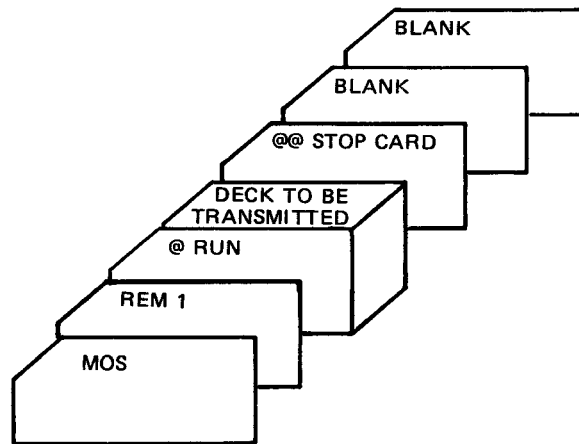 BLANK
BLANK
@@ STOP CARD
DECK TO BE
TRANSMITTED
@ RUN
REM 1
MOS